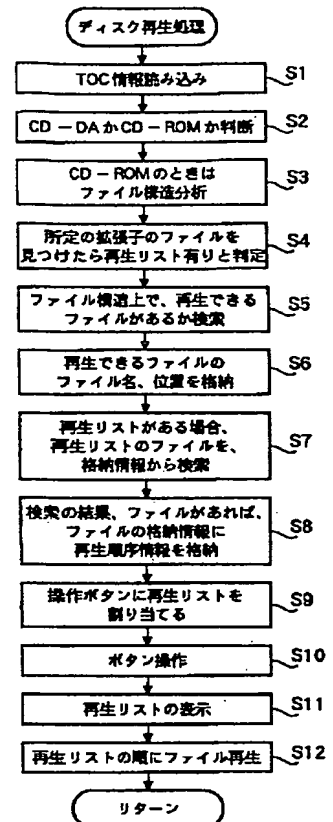 ディスク再生処理
TOC情報読み込み
S1
CD－DAかCD－ROMか判断
S2
CD－ROMのときは
ファイル構造分析
S3
所定の拡張子のファイルを
見つけたら再生リスト有りと判定
S4
ファイル構造上で、再生できる
ファイルがあるか検索
S5
再生できるファイルの
ファイル名、位置を格納
S6
再生リストがある場合、
再生リストのファイルを、
格納情報から検索
S7
検索の結果、ファイルがあれば、
ファイルの格納情報に
再生順序情報を格納
S8
操作ボタンに再生リストを
割り当てる
S9
ボタン操作
S10
再生リストの表示
S11
再生リストの順にファイル再生
S12
リターン